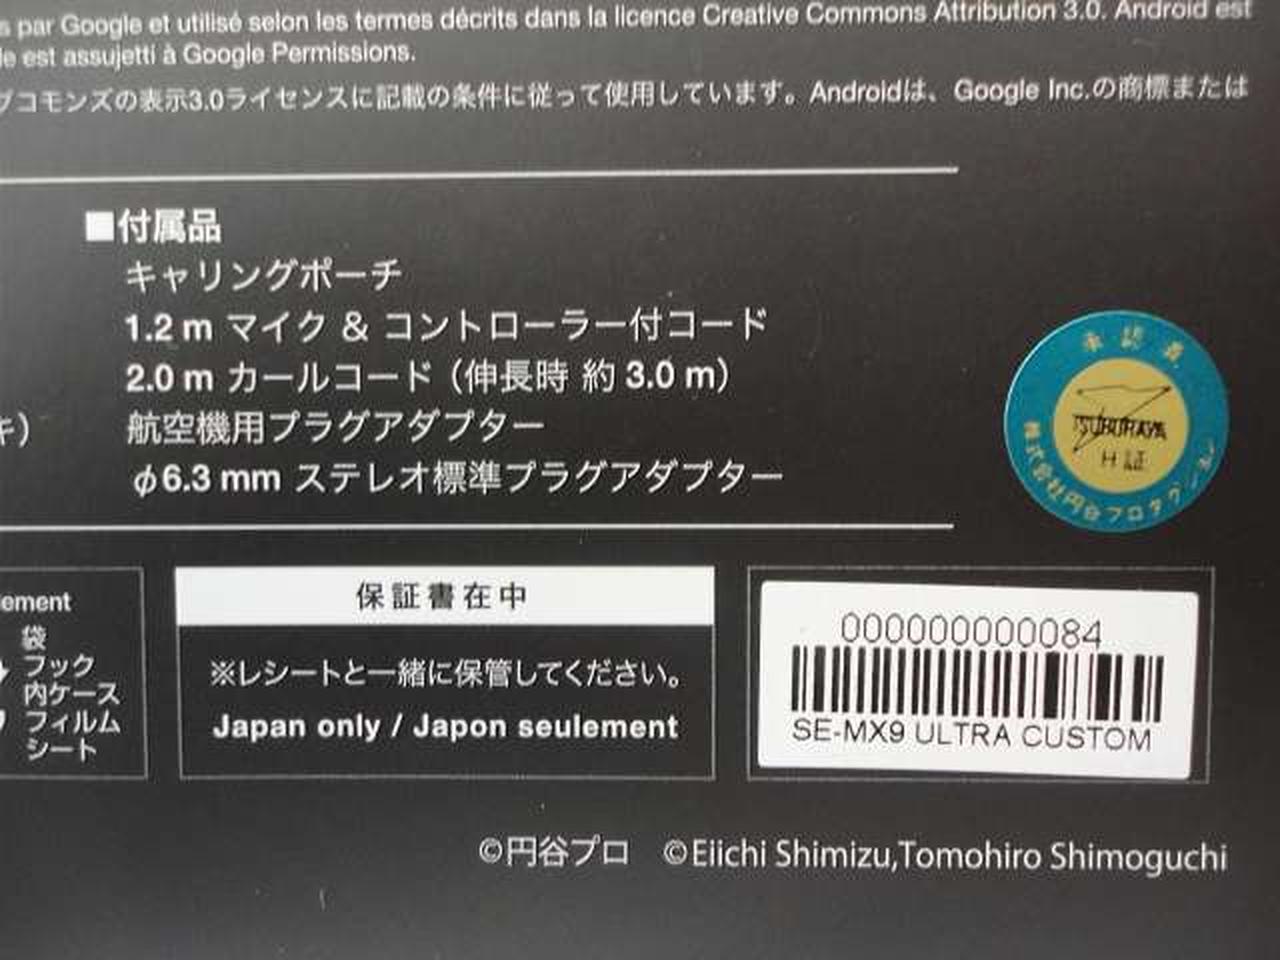 s par Google et utilisé selon les termes décrits dans la licence Creative Commons Attribution 3.0. Android est
le est assujetti à Google Permissions.
ブコモンズの表示3.0ライセンスに記載の条件に従って使用しています。Androidは、Google Inc.の商標または
■付属品
キャリングポーチ
1.2 m マイク & コントローラー付コード
2.0 m カールコード（伸長時 約 3.0 m）
航空機用プラグアダプター
キ）
φ6.3 mm ステレオ標準プラグアダプター
承認済
TSUBURAYA
日証
株式会社円谷プロダクション
lement
袋
フック
内ケース
フィルム
シート
保証書在中
※レシートと一緒に保管してください。
Japan only / Japon seulement
000000000084
SE-MX9 ULTRA CUSTOM
©円谷プロ ©Eiichi Shimizu,Tomohiro Shimoguchi